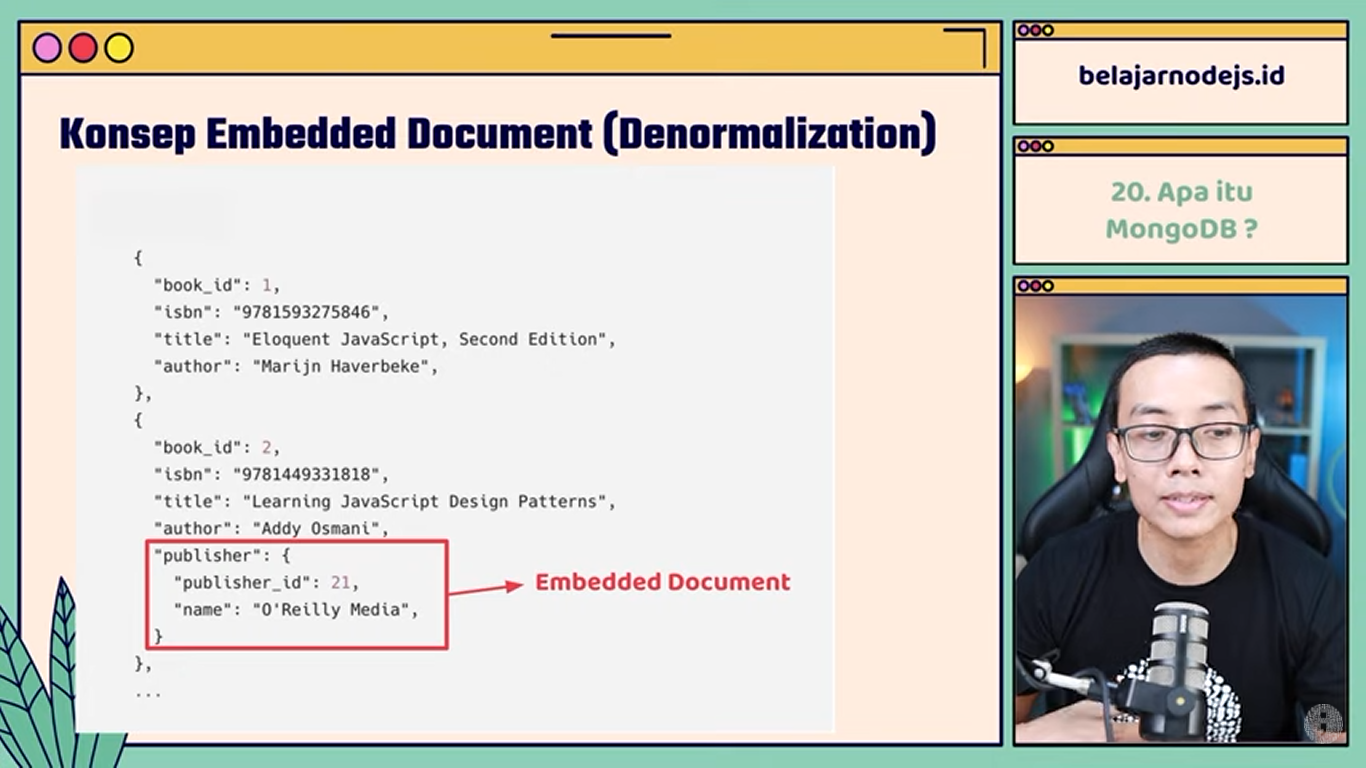 Konsep Embedded Document (Denormalization)
{
"book_id": 1,
"isbn": "9781593275846",
"title": "Eloquent JavaScript, Second Edition",
"author": "Marijn Haverbeke",
},
{
"book_id": 2,
"isbn": "9781449331818",
"title": "Learning JavaScript Design Patterns",
"author": "Addy Osmani",
"publisher": {
"publisher_id": 21,
"name": "O'Reilly Media",
}
},
...
Embedded Document
belajarnodejs.id
20. Apa itu
MongoDB ?